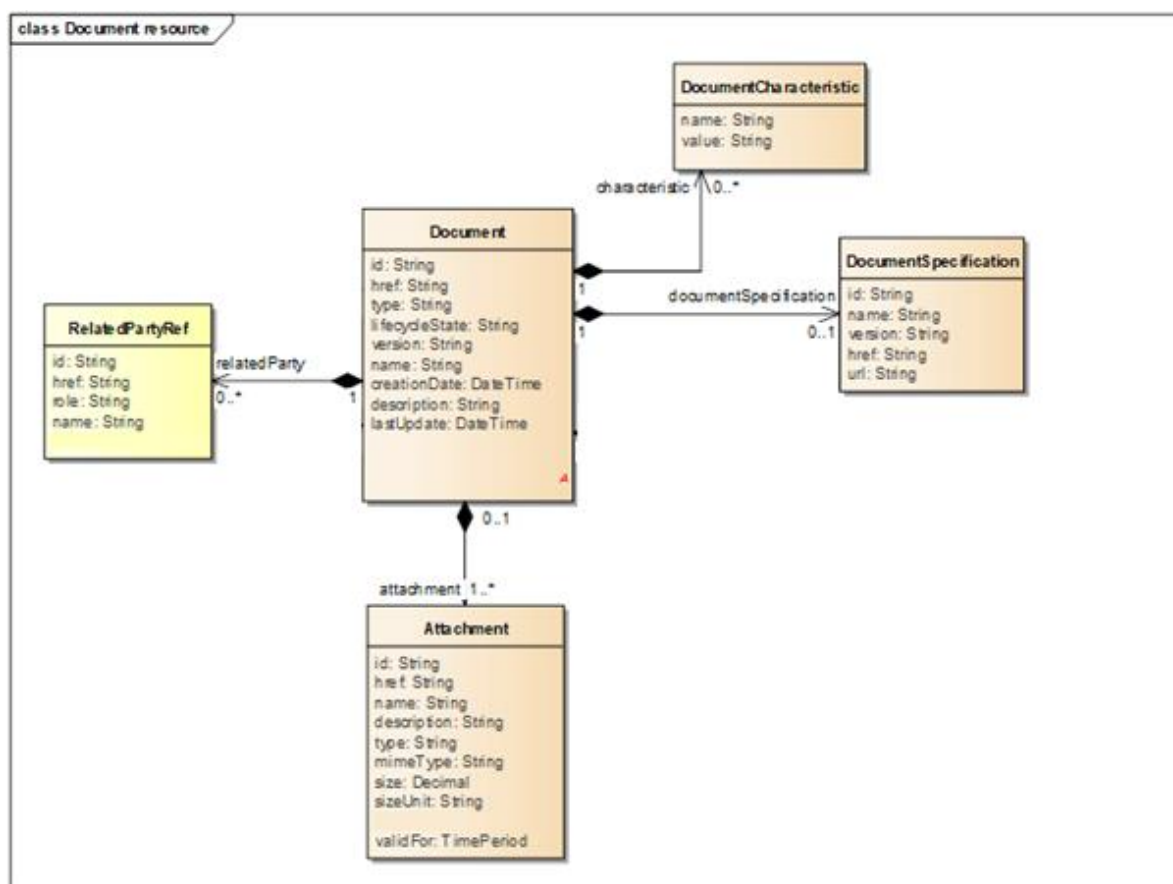 class Document resource
DocumentCharacteristic
name: String
value: String
characteristic
0..*
Document
id: String
href: String
type: String
lifecycleState: String
version: String
name: String
creationDate: DateTime
description: String
lastUpdate: DateTime
1
documentSpecification
1
0..1
DocumentSpecification
id: String
name: String
version: String
href: String
url: String
RelatedPartyRef
id: String
href: String
role: String
name: String
relatedParty
0..*
1
0..1
attachment 1..*
Attachment
id: String
href: String
name: String
description: String
type: String
mimeType: String
size: Decimal
sizeUnit: String
validFor: TimePeriod